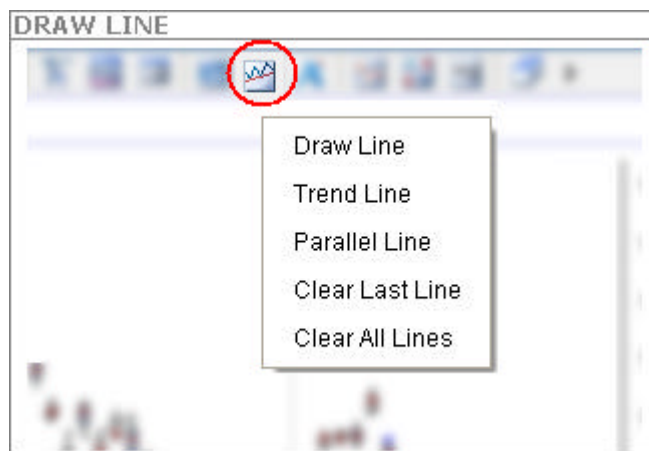 DRAW LINE
Draw Line
Trend Line
Parallel Line
Clear Last Line
Clear All Lines